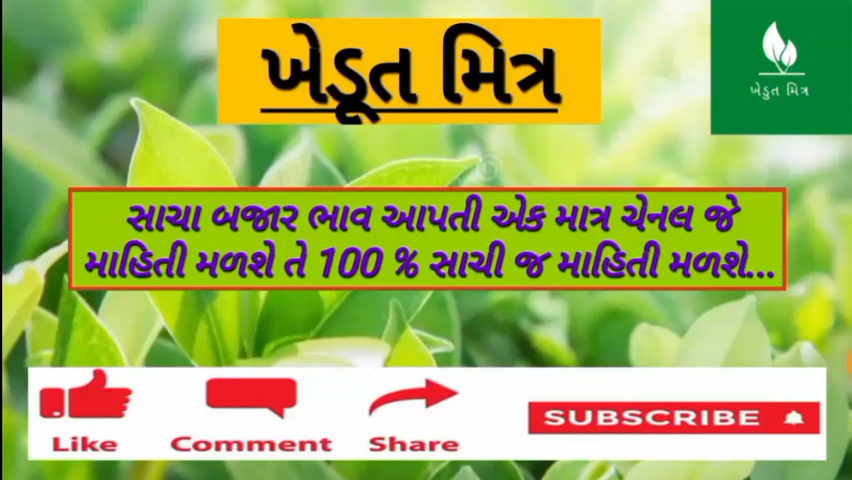 ખેડૂત મિત્ર
ખેડુત મિત્ર
સાચા બજાર ભાવ આપતી એક માત્ર ચેનલ જે
માહિતી મળશે તે 100 % સાચી જ માહિતી મળશે...
Like
Comment
Share
SUBSCRIBE